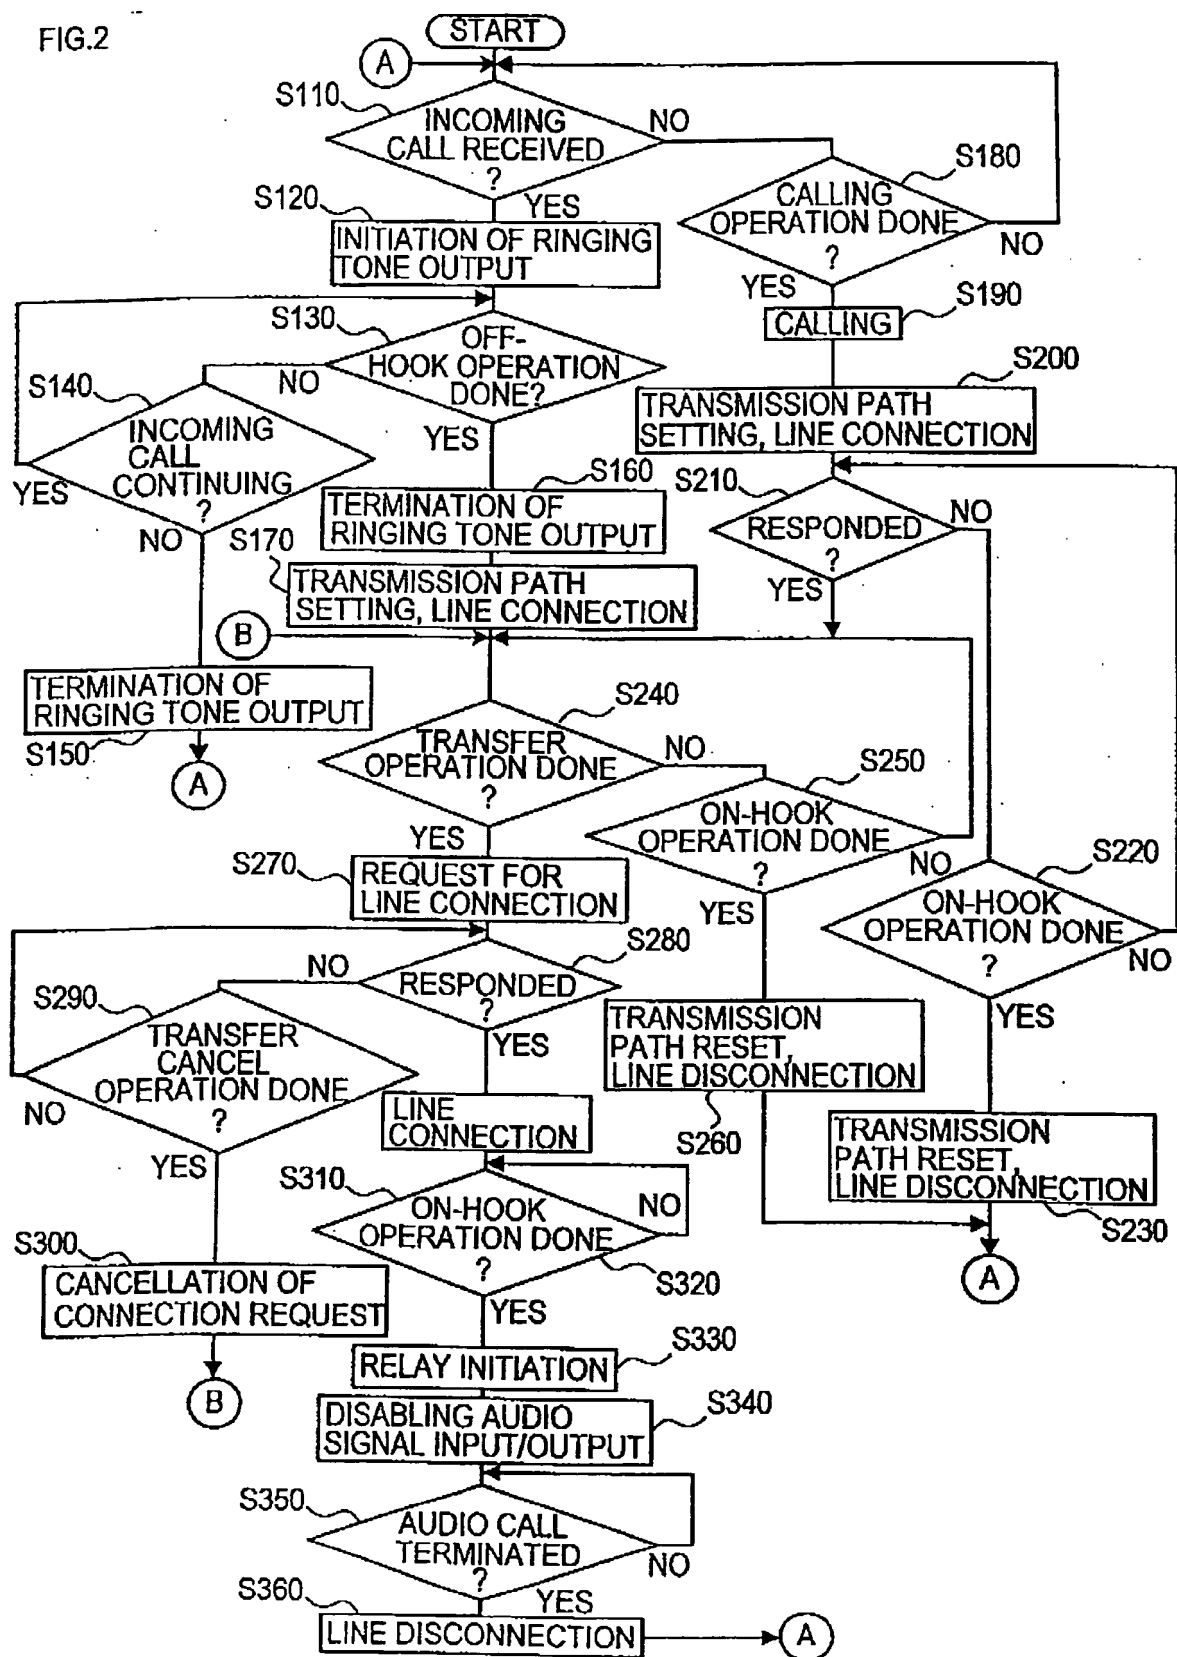 FIG.2
START
A
S110
INCOMING
CALL RECEIVED
?
NO
YES
S120
INITIATION OF RINGING
TONE OUTPUT
S180
CALLING
OPERATION DONE
?
NO
YES
S190
CALLING
S130
OFF-
HOOK OPERATION
DONE?
NO
YES
S140
INCOMING
CALL
CONTINUING
?
YES
NO
S200
TRANSMISSION PATH
SETTING, LINE CONNECTION
S160
TERMINATION OF
RINGING TONE OUTPUT
S210
RESPONDED
?
NO
YES
S170
TRANSMISSION PATH
SETTING, LINE CONNECTION
B
TERMINATION OF
RINGING TONE OUTPUT
S150
A
S240
TRANSFER
OPERATION DONE
?
NO
YES
S250
ON-HOOK
OPERATION DONE
?
NO
YES
S270
REQUEST FOR
LINE CONNECTION
S220
ON-HOOK
OPERATION DONE
?
NO
YES
S280
RESPONDED
?
NO
YES
S290
TRANSFER
CANCEL
OPERATION DONE
?
NO
YES
TRANSMISSION
PATH RESET,
LINE DISCONNECTION
S260
LINE
CONNECTION
S310
TRANSMISSION
PATH RESET,
LINE DISCONNECTION
S230
A
ON-HOOK
OPERATION DONE
?
NO
S320
YES
S300
CANCELLATION OF
CONNECTION REQUEST
B
S330
RELAY INITIATION
S340
DISABLING AUDIO
SIGNAL INPUT/OUTPUT
S350
AUDIO CALL
TERMINATED
?
NO
YES
S360
LINE DISCONNECTION
A